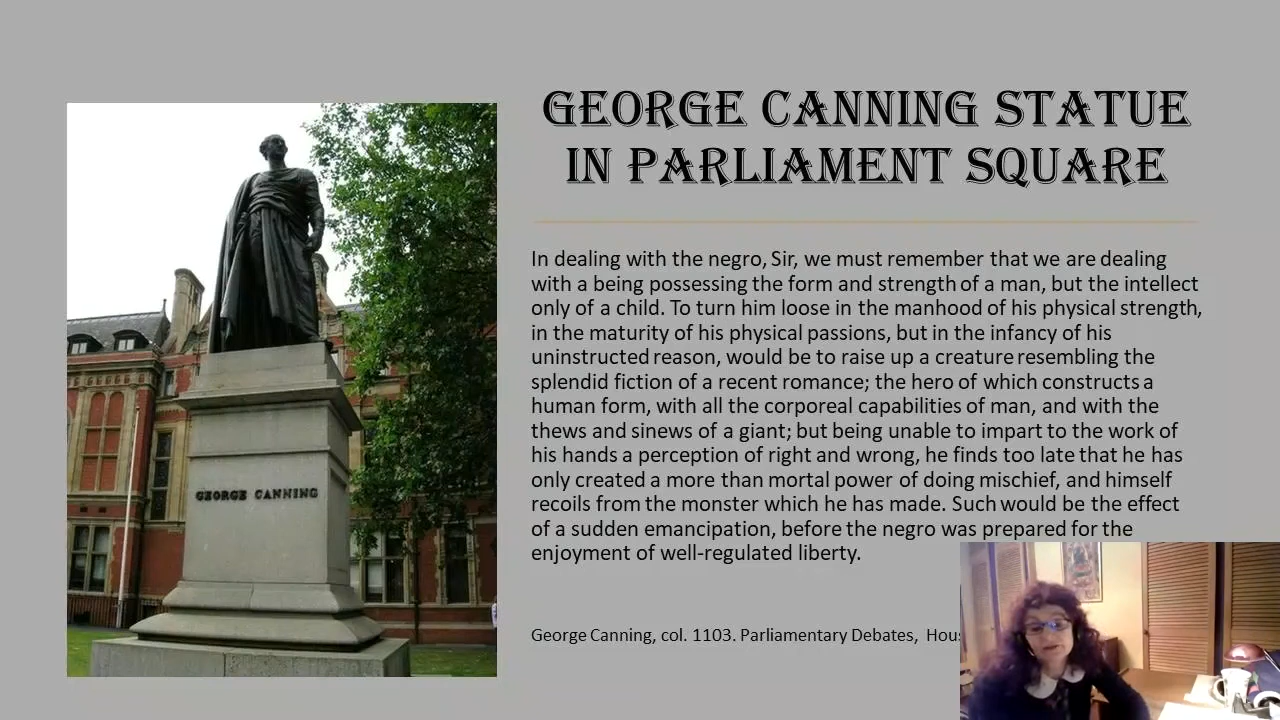 GEORGE CANNING STATUE
IN PARLIAMENT SQUARE
In dealing with the negro, Sir, we must remember that we are dealing
with a being possessing the form and strength of a man, but the intellect
only of a child. To turn him loose in the manhood of his physical strength,
in the maturity of his physical passions, but in the infancy of his
uninstructed reason, would be to raise up a creature resembling the
splendid fiction of a recent romance; the hero of which constructs a
human form, with all the corporeal capabilities of man, and with the
thews and sinews of a giant; but being unable to impart to the work of
his hands a perception of right and wrong, he finds too late that he has
only created a more than mortal power of doing mischief, and himself
recoils from the monster which he has made. Such would be the effect
of a sudden emancipation, before the negro was prepared for the
enjoyment of well-regulated liberty.
George Canning, col. 1103. Parliamentary Debates,
GEORGE CANNING